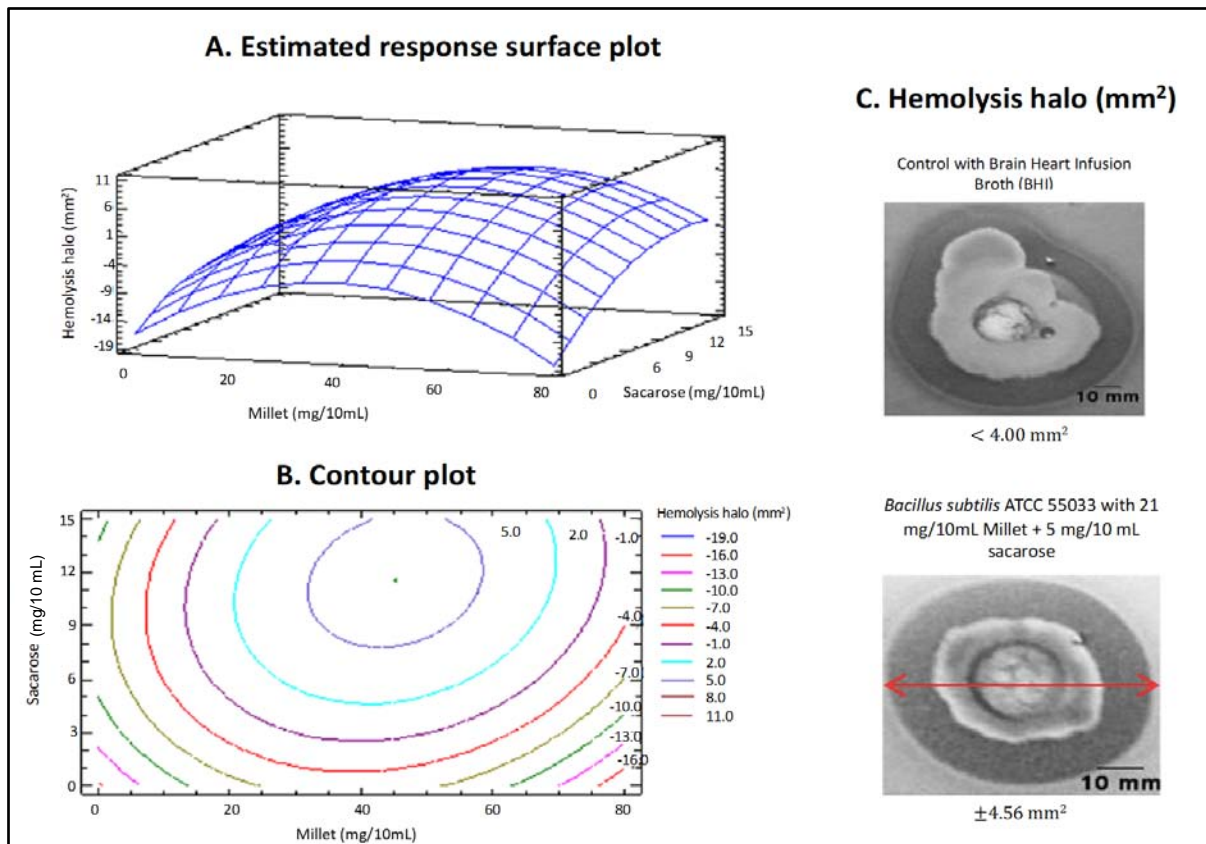 A. Estimated response surface plot
Hemolysis halo (mm²)
11
6
1
-4
-9
-14
-19
0
20
40
60
80
Millet (mg/10mL)
0
6
9
12
15
Sacarose (mg/10mL)
B. Contour plot
Sacarose (mg/10 mL)
15
12
9
6
3
0
0
20
40
60
80
Millet (mg/10mL)
5.0
2.0
-1.0
-4.0
-7.0
-10.0
-13.0
-16.0
Hemolysis halo (mm²)
-19.0
-16.0
-13.0
-10.0
-7.0
-4.0
-1.0
2.0
5.0
8.0
11.0
C. Hemolysis halo (mm²)
Control with Brain Heart Infusion
Broth (BHI)
10 mm
< 4.00 mm²
Bacillus subtilis ATCC 55033 with 21
mg/10mL Millet + 5 mg/10 mL
sacarose
10 mm
±4.56 mm²